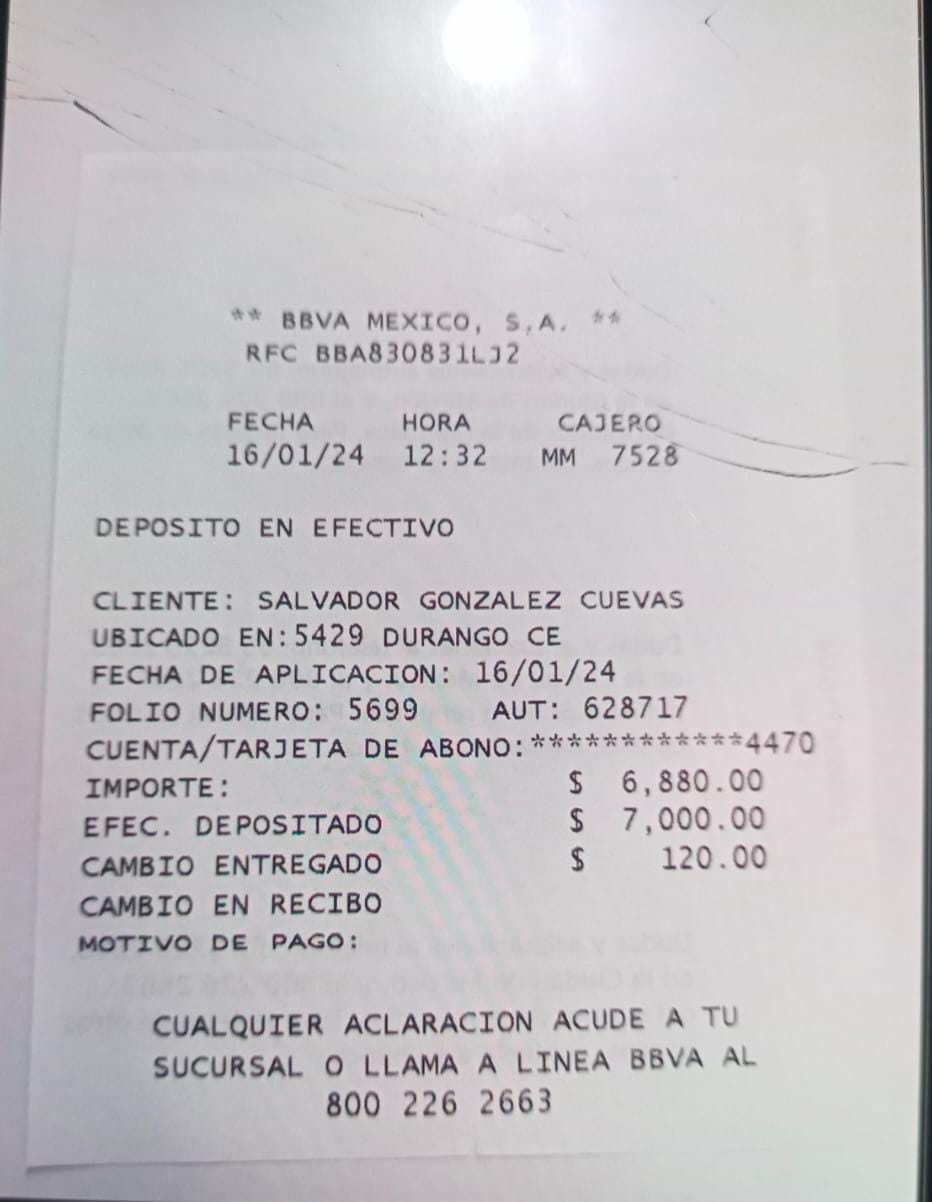 ** BBVA MEXICO, S.A. **
RFC BBA830831LJ2
FECHA HORA CAJERO
16/01/24 12:32 MM 7528
DEPOSITO EN EFECTIVO
CLIENTE: SALVADOR GONZALEZ CUEVAS
UBICADO EN:5429 DURANGO CE
FECHA DE APLICACION: 16/01/24
FOLIO NUMERO: 5699 AUT: 628717
CUENTA/TARJETA DE ABONO:************4470
IMPORTE: $ 6,880.00
EFEC. DEPOSITADO $ 7,000.00
CAMBIO ENTREGADO $ 120.00
CAMBIO EN RECIBO
MOTIVO DE PAGO:
CUALQUIER ACLARACION ACUDE A TU
SUCURSAL O LLAMA A LINEA BBVA AL
800 226 2663